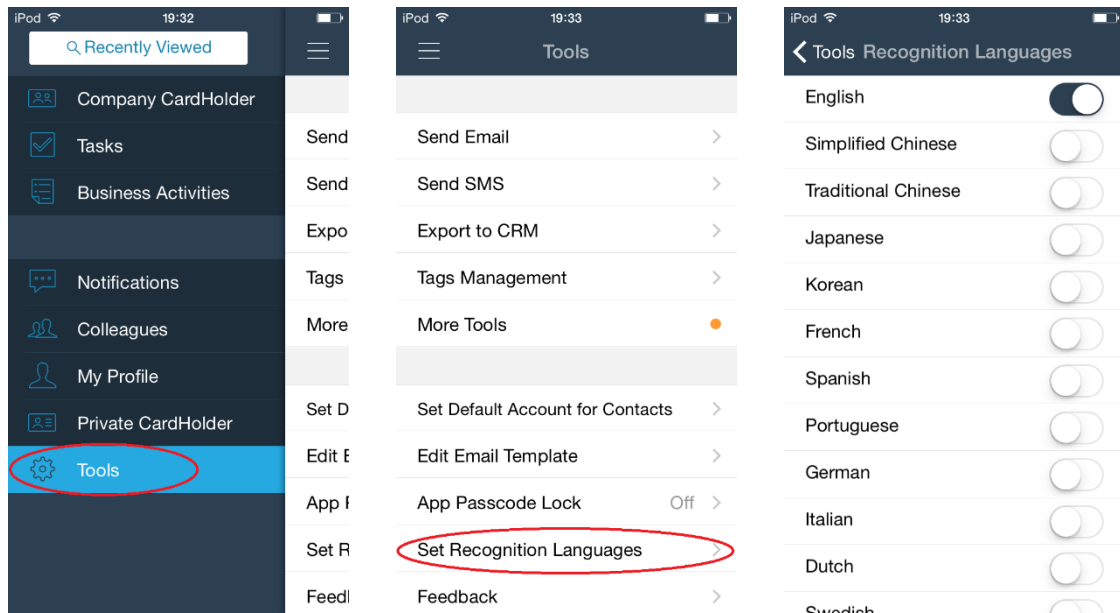 iPod 19:32
Recently Viewed
Company CardHolder
Tasks
Business Activities
Notifications
Colleagues
My Profile
Private CardHolder
Tools
Send
Send
Expo
Tags
More
Set D
Edit E
App P
Set R
Feed
iPod 19:33
Tools
Send Email
Send SMS
Export to CRM
Tags Management
More Tools
Set Default Account for Contacts
Edit Email Template
App Passcode Lock Off
Set Recognition Languages
Feedback
iPod 19:33
Tools Recognition Languages
English
Simplified Chinese
Traditional Chinese
Japanese
Korean
French
Spanish
Portuguese
German
Italian
Dutch
Swedish